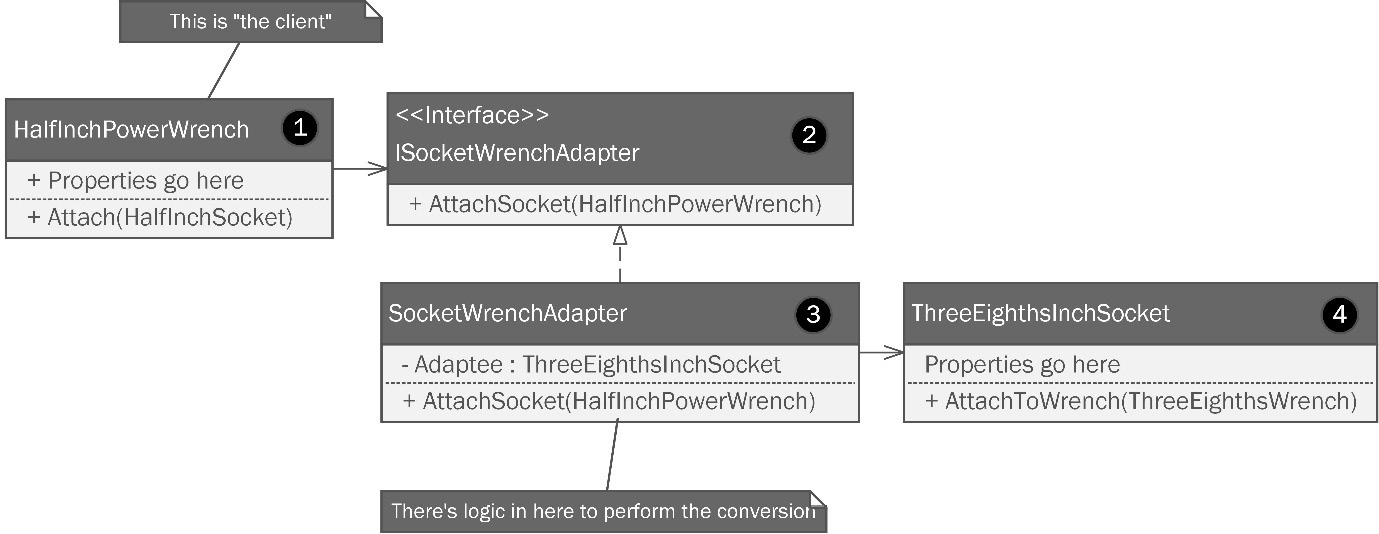 This is "the client"
HalfInchPowerWrench 1
+ Properties go here
+ Attach(HalfInchSocket)
<<Interface>>
ISocketWrenchAdapter 2
+ AttachSocket(HalfInchPowerWrench)
SocketWrenchAdapter 3
- Adaptee : ThreeEighthsInchSocket
+ AttachSocket(HalfInchPowerWrench)
ThreeEighthsInchSocket 4
Properties go here
+ AttachToWrench(ThreeEighthsWrench)
There's logic in here to perform the conversion